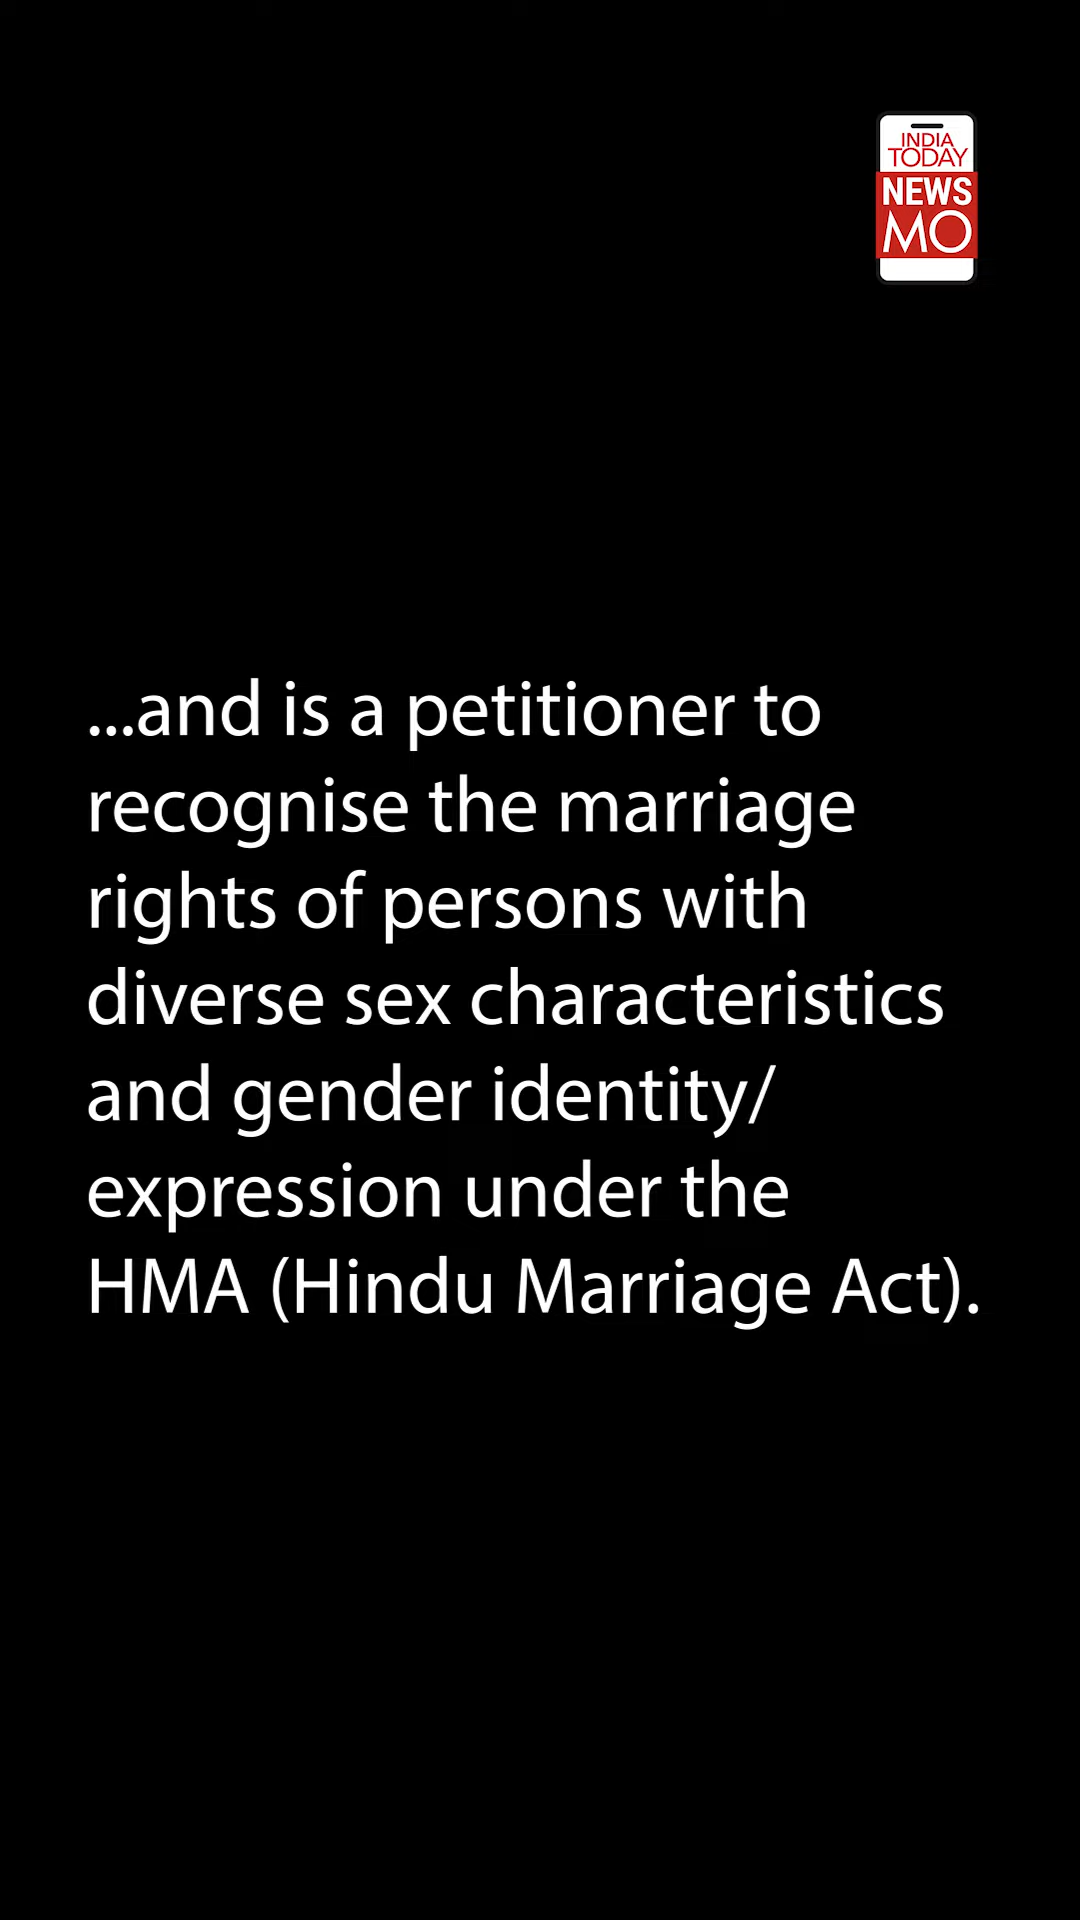 INDIA
TODAY
NEWS
MO
...and is a petitioner to
recognise the marriage
rights of persons with
diverse sex characteristics
and gender identity/
expression under the
HMA (Hindu Marriage Act).